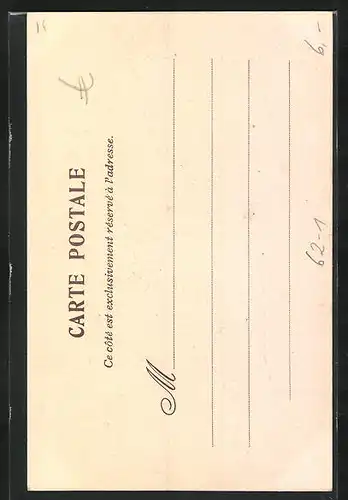 CARTE POSTALE
Ce côté est exclusivement réservé à l'adresse.
M
62-1
6,-